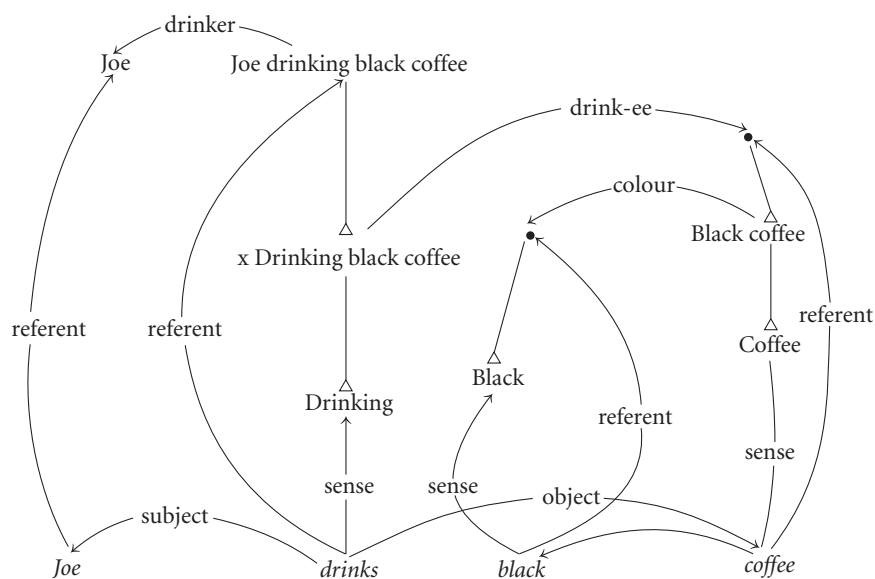 drinker
Joe
Joe drinking black coffee
drink-ee
colour
Black coffee
x Drinking black coffee
referent
referent
referent
Coffee
Black
Drinking
referent
sense
sense
sense
object
subject
Joe
drinks
black
coffee